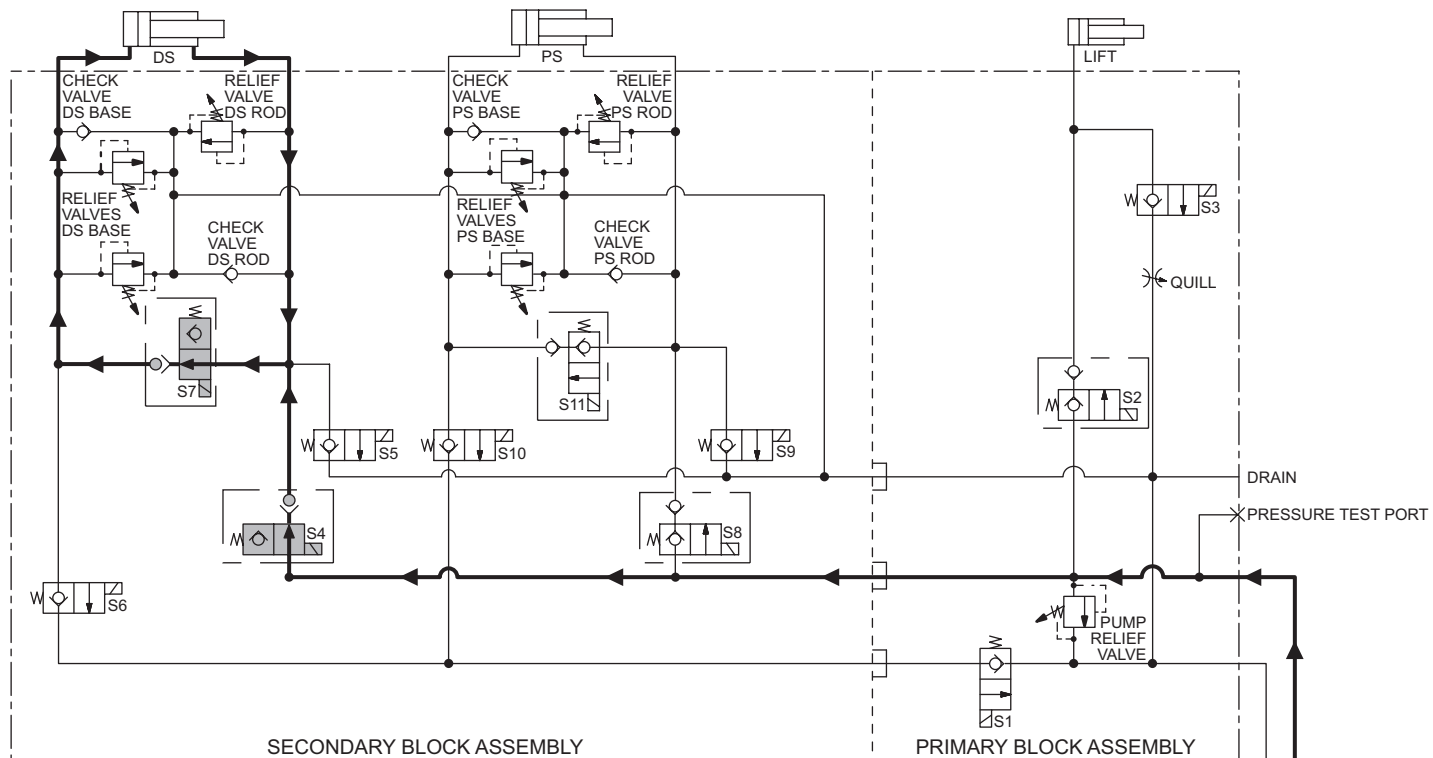 DS
PS
LIFT
CHECK
VALVE
DS BASE
RELIEF
VALVE
DS ROD
CHECK
VALVE
PS BASE
RELIEF
VALVE
PS ROD
RELIEF
VALVES
DS BASE
CHECK
VALVE
DS ROD
RELIEF
VALVES
PS BASE
CHECK
VALVE
PS ROD
S3
QUILL
S7
S11
S2
S5
S10
S9
DRAIN
S4
S8
PRESSURE TEST PORT
S6
PUMP
RELIEF
VALVE
S1
SECONDARY BLOCK ASSEMBLY
PRIMARY BLOCK ASSEMBLY